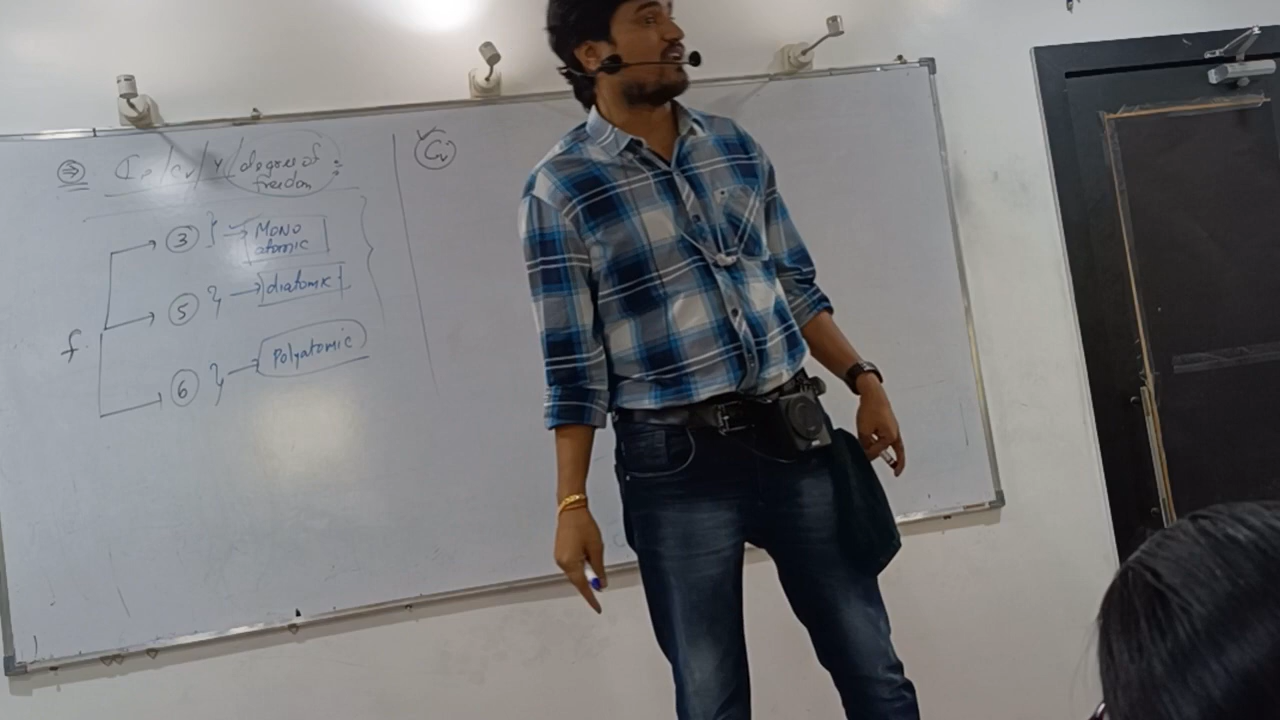 ⇒ Cp / Cv / γ / degree of
freedom :
f
3 } → Mono
atomic
5 } → diatomic
6 } → Polyatomic
Cv